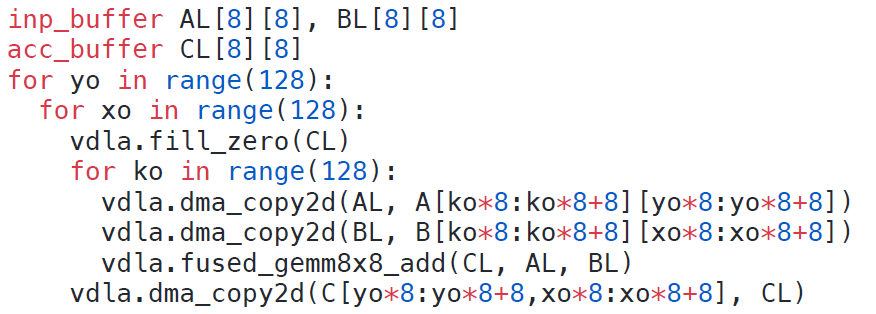 inp_buffer AL[8][8], BL[8][8]
acc_buffer CL[8][8]
for yo in range(128):
  for xo in range(128):
    vdla.fill_zero(CL)
    for ko in range(128):
      vdla.dma_copy2d(AL, A[ko*8:ko*8+8][yo*8:yo*8+8])
      vdla.dma_copy2d(BL, B[ko*8:ko*8+8][xo*8:xo*8+8])
      vdla.fused_gemm8x8_add(CL, AL, BL)
    vdla.dma_copy2d(C[yo*8:yo*8+8,xo*8:xo*8+8], CL)